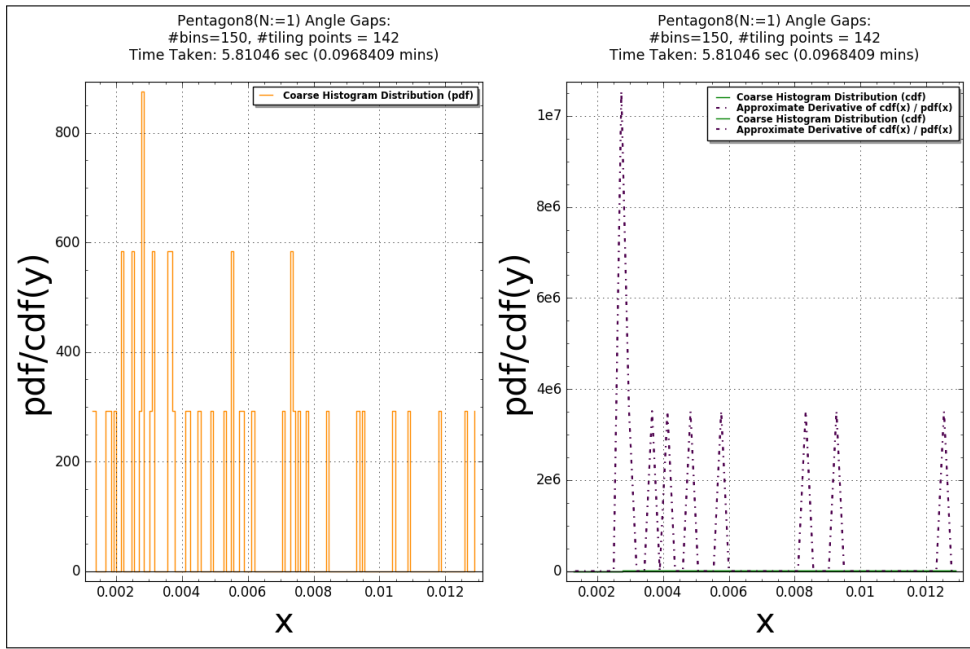 Pentagon8(N:=1) Angle Gaps:
#bins=150, #tiling points = 142
Time Taken: 5.81046 sec (0.0968409 mins)
Coarse Histogram Distribution (pdf)
800
600
400
200
0
pdf/cdf(y)
0.002 0.004 0.006 0.008 0.01 0.012
x
Pentagon8(N:=1) Angle Gaps:
#bins=150, #tiling points = 142
Time Taken: 5.81046 sec (0.0968409 mins)
Coarse Histogram Distribution (cdf)
Approximate Derivative of cdf(x) / pdf(x)
Coarse Histogram Distribution (cdf)
Approximate Derivative of cdf(x) / pdf(x)
1e7
8e6
6e6
4e6
2e6
0
pdf/cdf(y)
0.002 0.004 0.006 0.008 0.01 0.012
x